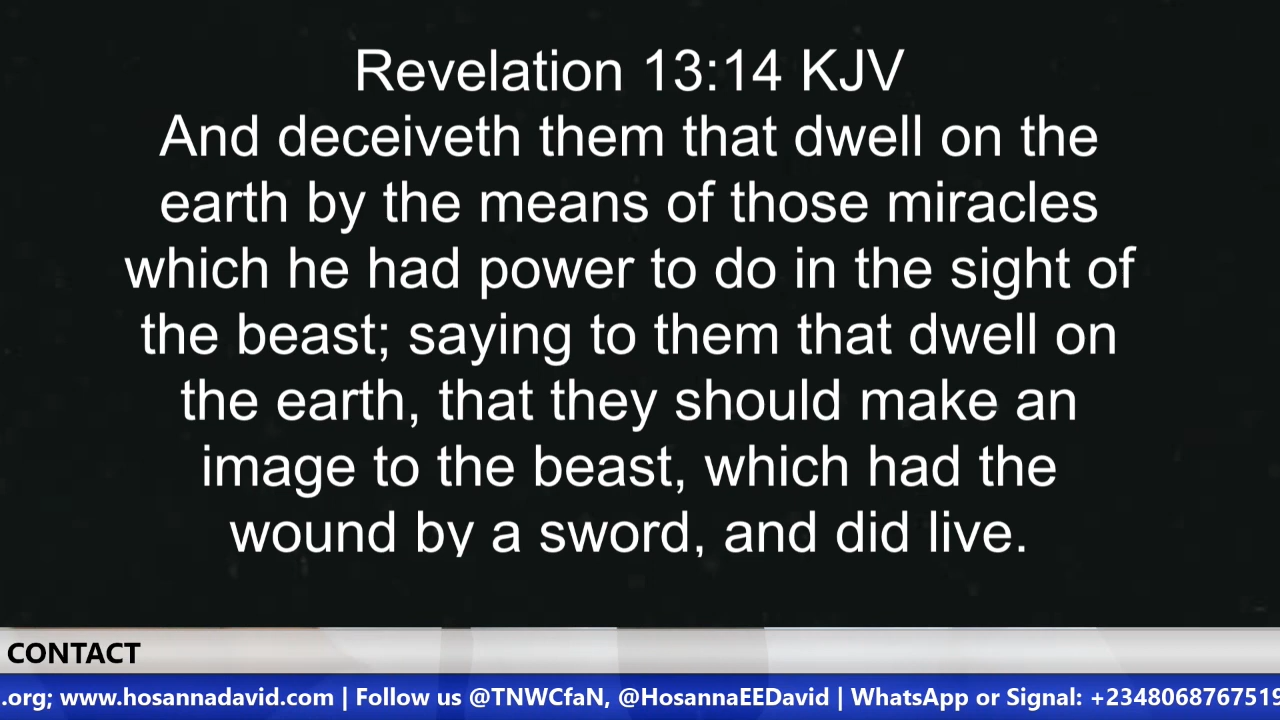 Revelation 13:14 KJV
And deceiveth them that dwell on the
earth by the means of those miracles
which he had power to do in the sight of
the beast; saying to them that dwell on
the earth, that they should make an
image to the beast, which had the
wound by a sword, and did live.
CONTACT
.org; www.hosannadavid.com | Follow us @TNWCfaN, @HosannaEEDavid | WhatsApp or Signal: +2348068767519